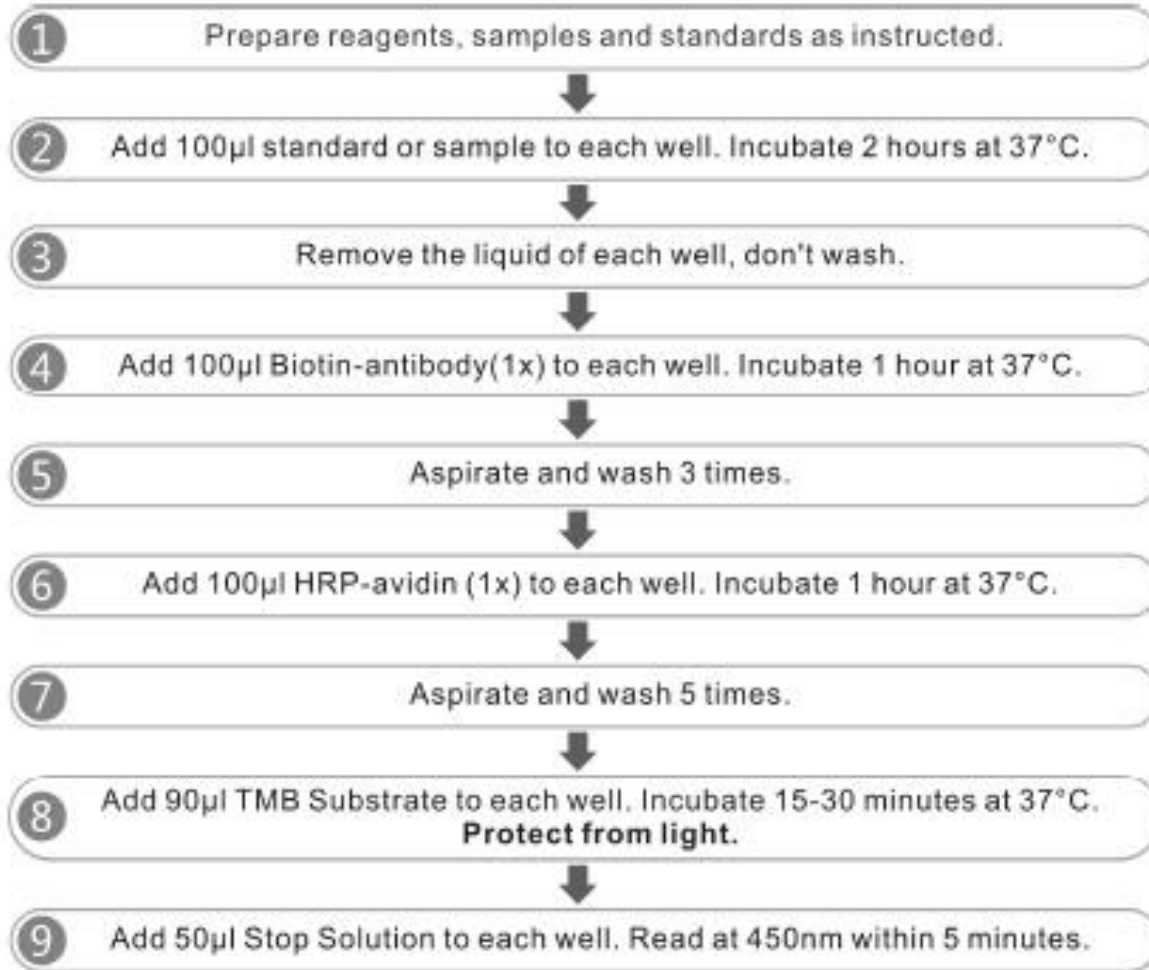 1 Prepare reagents, samples and standards as instructed.
2 Add 100µl standard or sample to each well. Incubate 2 hours at 37°C.
3 Remove the liquid of each well, don't wash.
4 Add 100µl Biotin-antibody(1x) to each well. Incubate 1 hour at 37°C.
5 Aspirate and wash 3 times.
6 Add 100µl HRP-avidin (1x) to each well. Incubate 1 hour at 37°C.
7 Aspirate and wash 5 times.
8 Add 90µl TMB Substrate to each well. Incubate 15-30 minutes at 37°C.
Protect from light.
9 Add 50µl Stop Solution to each well. Read at 450nm within 5 minutes.